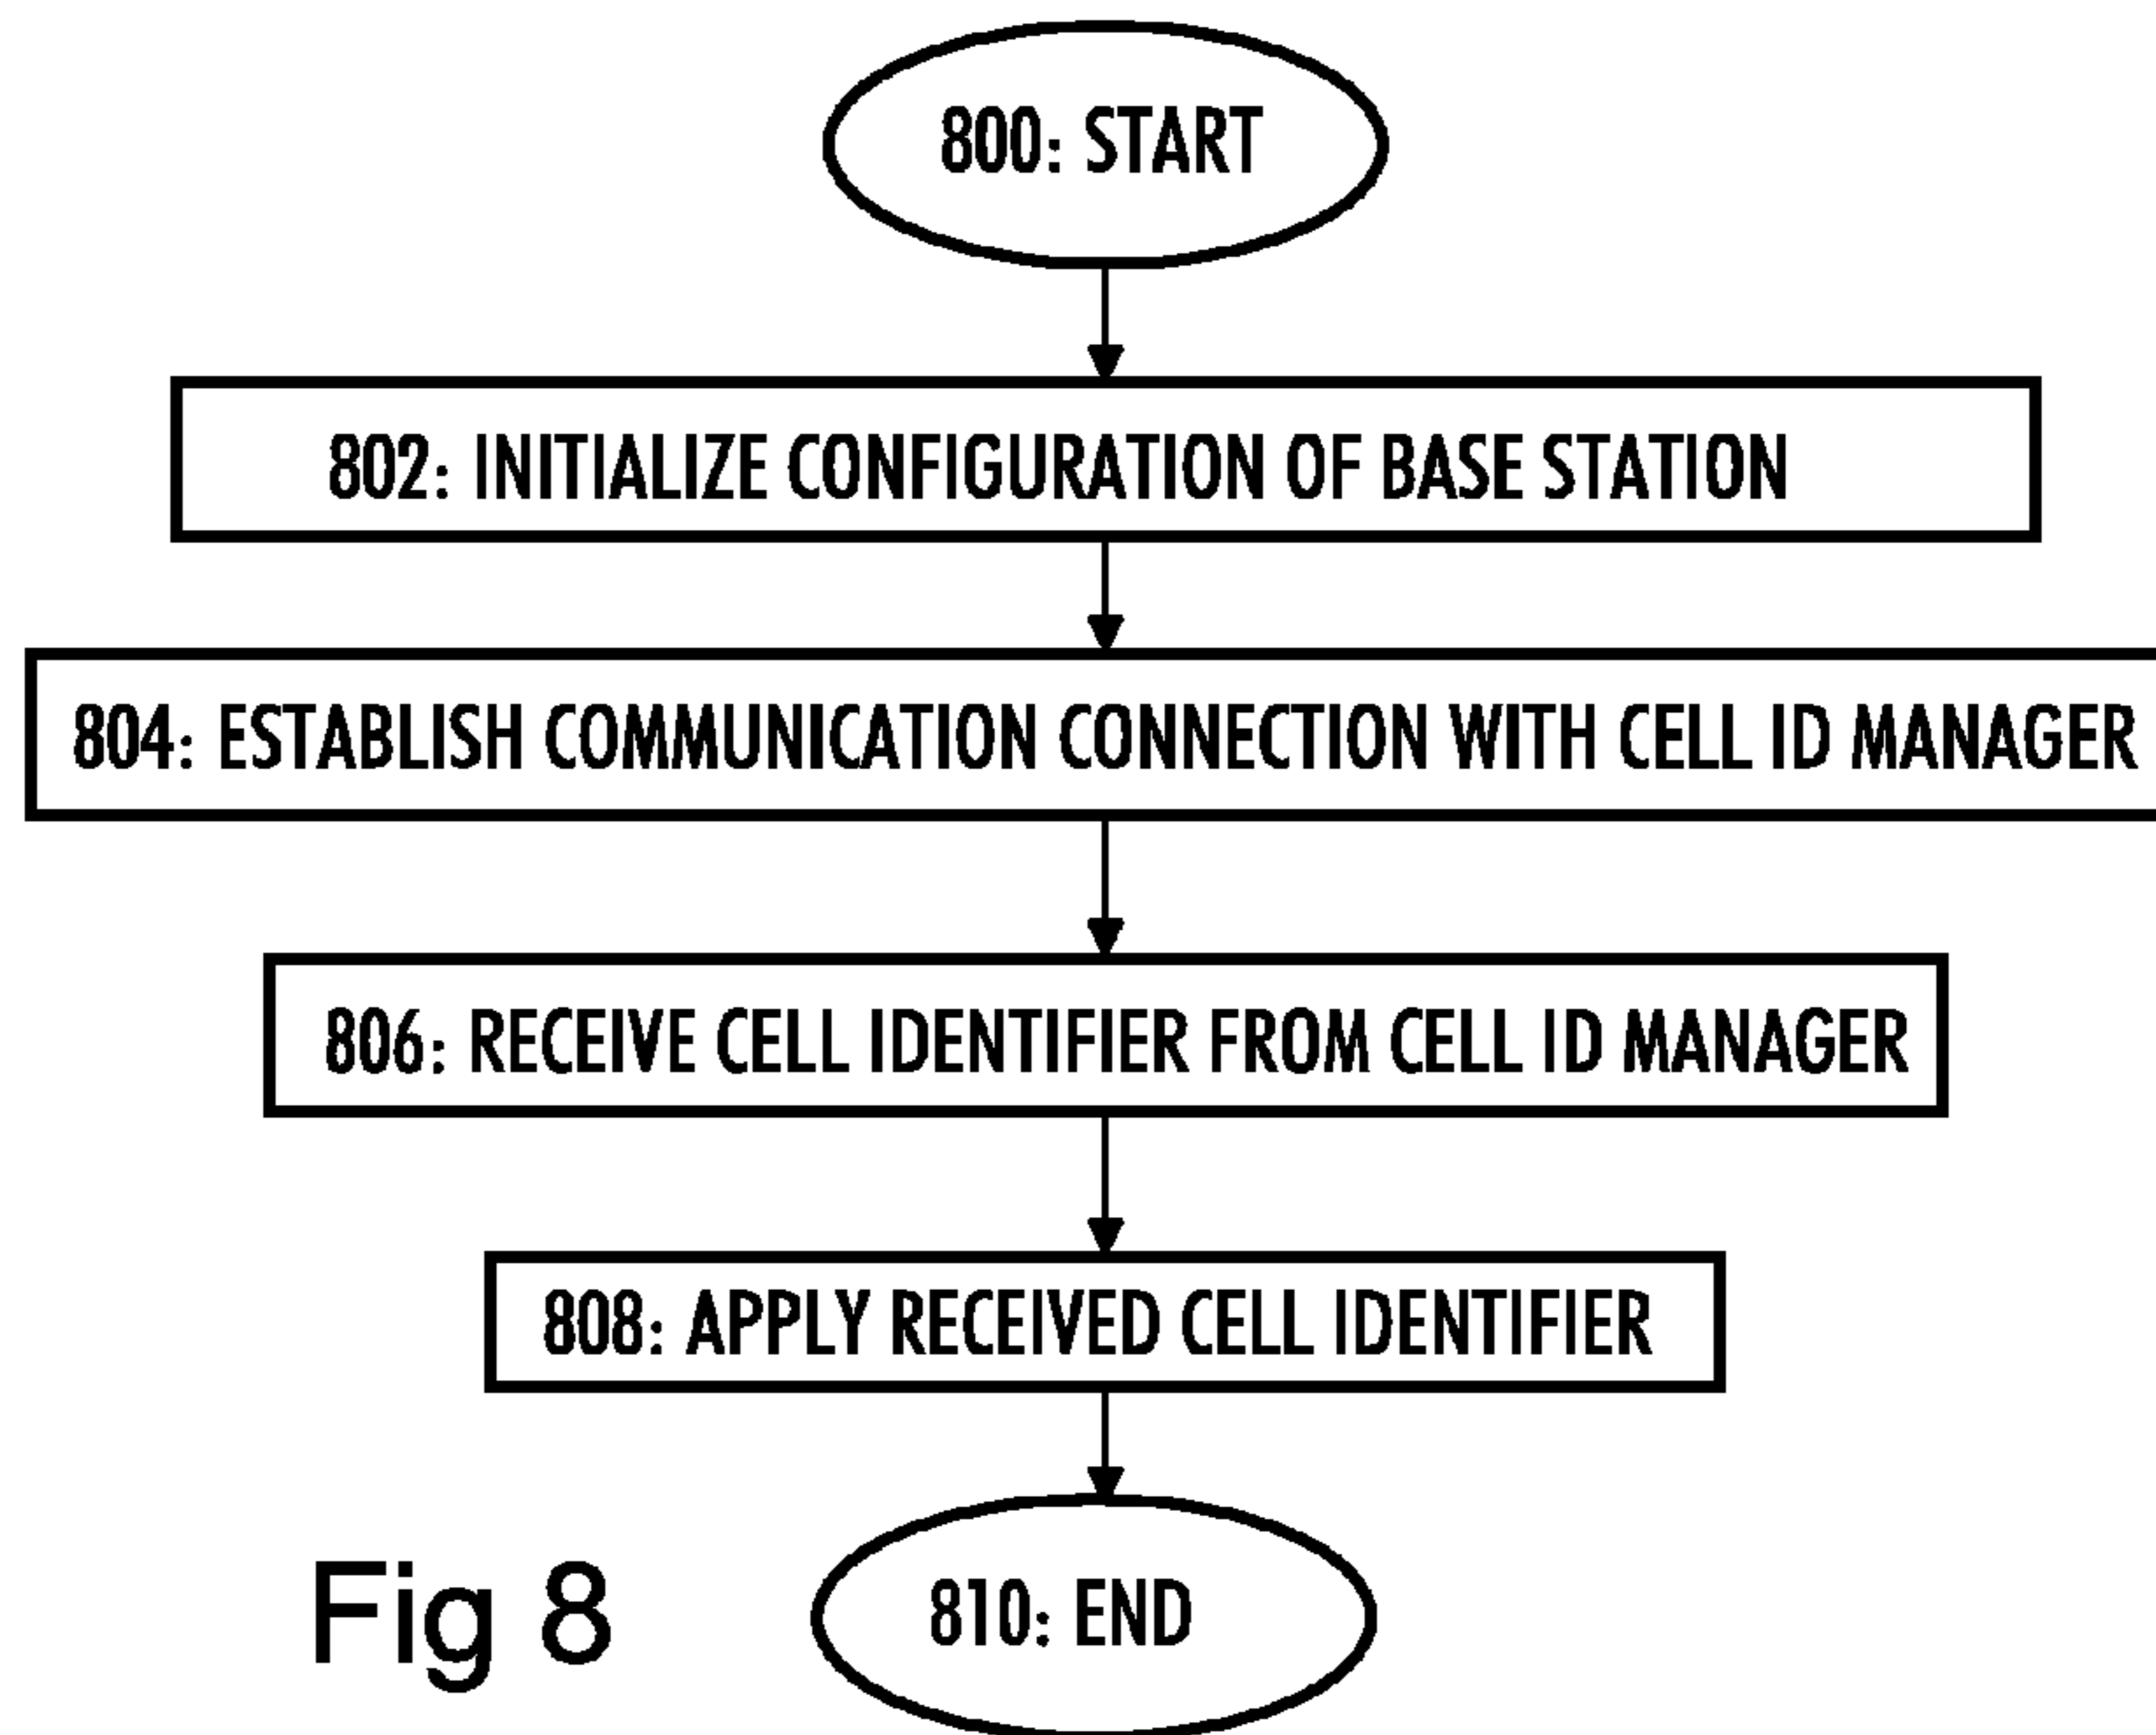 800: START
802: INITIALIZE CONFIGURATION OF BASE STATION
804: ESTABLISH COMMUNICATION CONNECTION WITH CELL ID MANAGER
806: RECEIVE CELL IDENTIFIER FROM CELL ID MANAGER
808: APPLY RECEIVED CELL IDENTIFIER
810: END
Fig 8